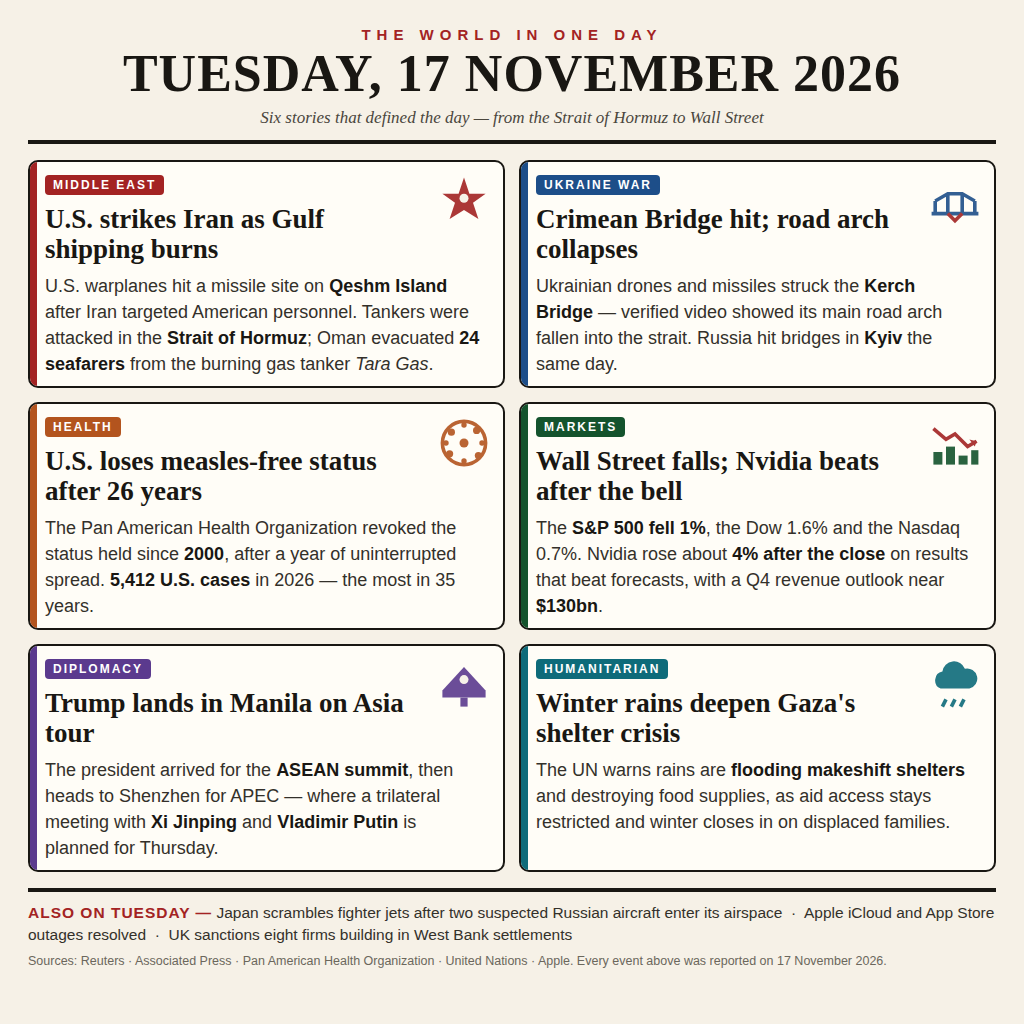 THE WORLD IN ONE DAY
TUESDAY, 17 NOVEMBER 2026
Six stories that defined the day — from the Strait of Hormuz to Wall Street
MIDDLE EAST
U.S. strikes Iran as Gulf
shipping burns
U.S. warplanes hit a missile site on Qeshm Island
after Iran targeted American personnel. Tankers were
attacked in the Strait of Hormuz; Oman evacuated 24
seafarers from the burning gas tanker Tara Gas.
UKRAINE WAR
Crimean Bridge hit; road arch
collapses
Ukrainian drones and missiles struck the Kerch
Bridge — verified video showed its main road arch
fallen into the strait. Russia hit bridges in Kyiv the
same day.
HEALTH
U.S. loses measles-free status
after 26 years
The Pan American Health Organization revoked the
status held since 2000, after a year of uninterrupted
spread. 5,412 U.S. cases in 2026 — the most in 35
years.
MARKETS
Wall Street falls; Nvidia beats
after the bell
The S&P 500 fell 1%, the Dow 1.6% and the Nasdaq
0.7%. Nvidia rose about 4% after the close on results
that beat forecasts, with a Q4 revenue outlook near
$130bn.
DIPLOMACY
Trump lands in Manila on Asia
tour
The president arrived for the ASEAN summit, then
heads to Shenzhen for APEC — where a trilateral
meeting with Xi Jinping and Vladimir Putin is
planned for Thursday.
HUMANITARIAN
Winter rains deepen Gaza's
shelter crisis
The UN warns rains are flooding makeshift shelters
and destroying food supplies, as aid access stays
restricted and winter closes in on displaced families.
ALSO ON TUESDAY — Japan scrambles fighter jets after two suspected Russian aircraft enter its airspace · Apple iCloud and App Store
outages resolved · UK sanctions eight firms building in West Bank settlements
Sources: Reuters · Associated Press · Pan American Health Organization · United Nations · Apple. Every event above was reported on 17 November 2026.